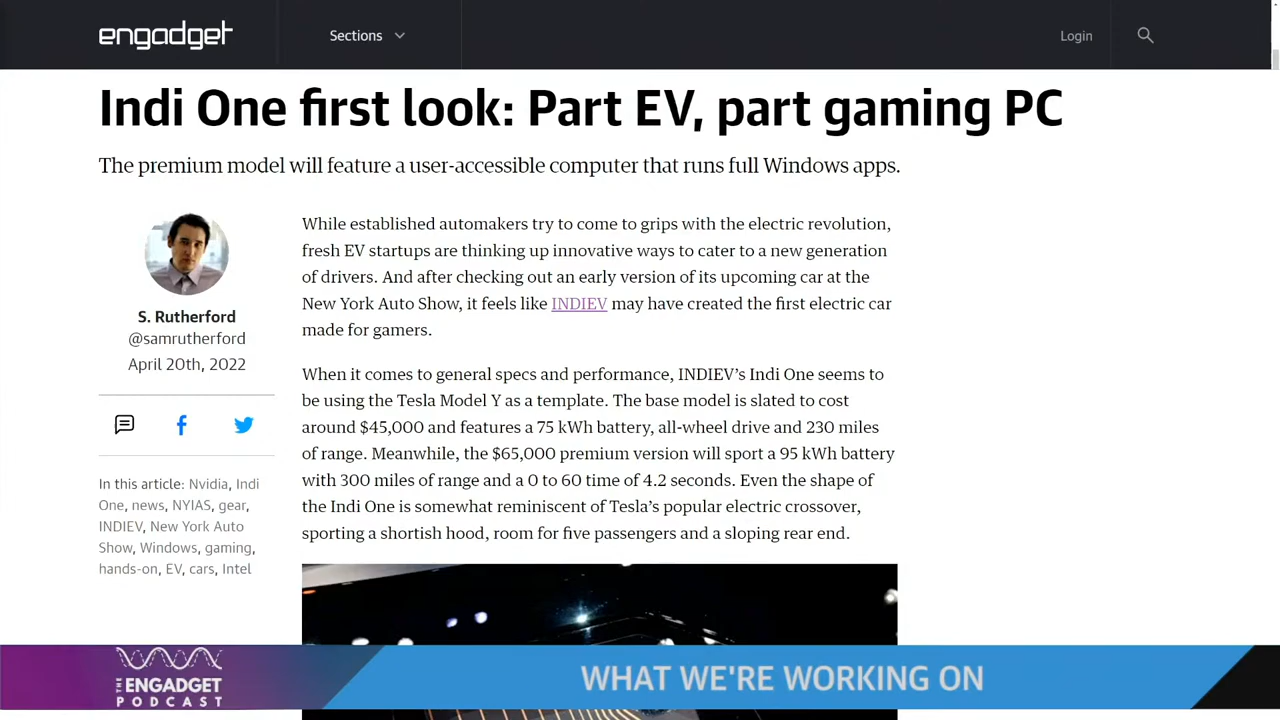 engadget
Sections
Login
Indi One first look: Part EV, part gaming PC
The premium model will feature a user-accessible computer that runs full Windows apps.
S. Rutherford
@samrutherford
April 20th, 2022
In this article: Nvidia, Indi
One, news, NYIAS, gear,
INDIEV, New York Auto
Show, Windows, gaming,
hands-on, EV, cars, Intel
While established automakers try to come to grips with the electric revolution,
fresh EV startups are thinking up innovative ways to cater to a new generation
of drivers. And after checking out an early version of its upcoming car at the
New York Auto Show, it feels like INDIEV may have created the first electric car
made for gamers.
When it comes to general specs and performance, INDIEV’s Indi One seems to
be using the Tesla Model Y as a template. The base model is slated to cost
around $45,000 and features a 75 kWh battery, all-wheel drive and 230 miles
of range. Meanwhile, the $65,000 premium version will sport a 95 kWh battery
with 300 miles of range and a 0 to 60 time of 4.2 seconds. Even the shape of
the Indi One is somewhat reminiscent of Tesla’s popular electric crossover,
sporting a shortish hood, room for five passengers and a sloping rear end.
THE ENGADGET
PODCAST
WHAT WE'RE WORKING ON